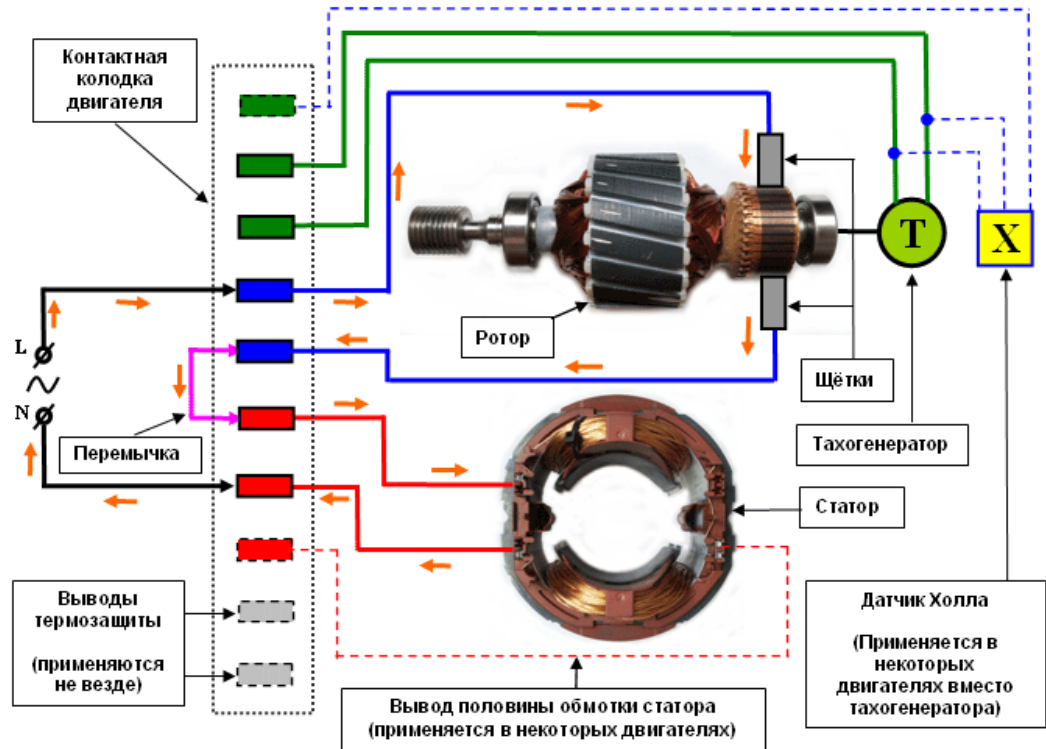 Контактная
колодка
двигателя
L
N
Перемычка
Ротор
Щётки
T
X
Тахогенератор
Статор
Выводы
термозащиты
(применяются
не везде)
Вывод половины обмотки статора
(применяется в некоторых двигателях)
Датчик Холла
(Применяется в
некоторых
двигателях вместо
тахогенератора)